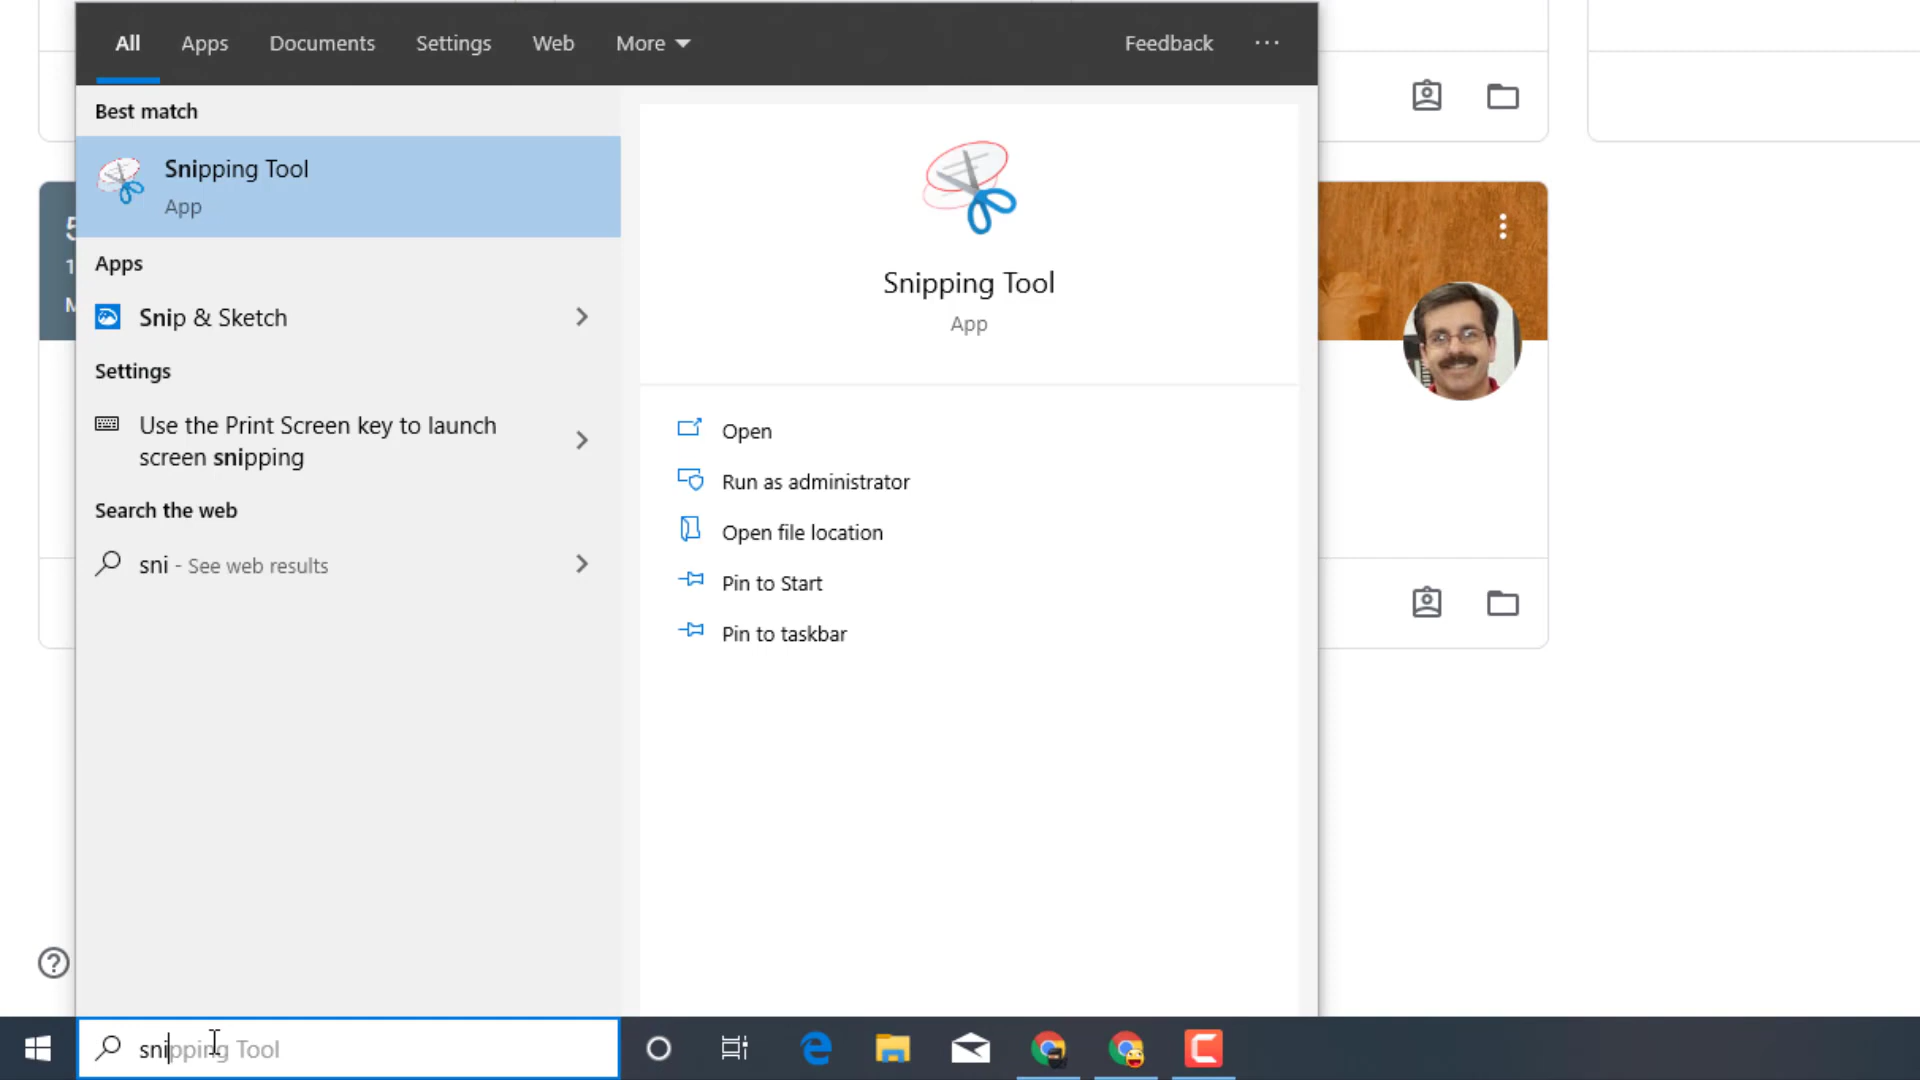 All Apps Documents Settings Web More Feedback ...
Best match
Snipping Tool
App
Apps
Snip & Sketch
Settings
Use the Print Screen key to launch
screen snipping
Search the web
sni - See web results
Snipping Tool
App
Open
Run as administrator
Open file location
Pin to Start
Pin to taskbar
5
1
M
snipping Tool